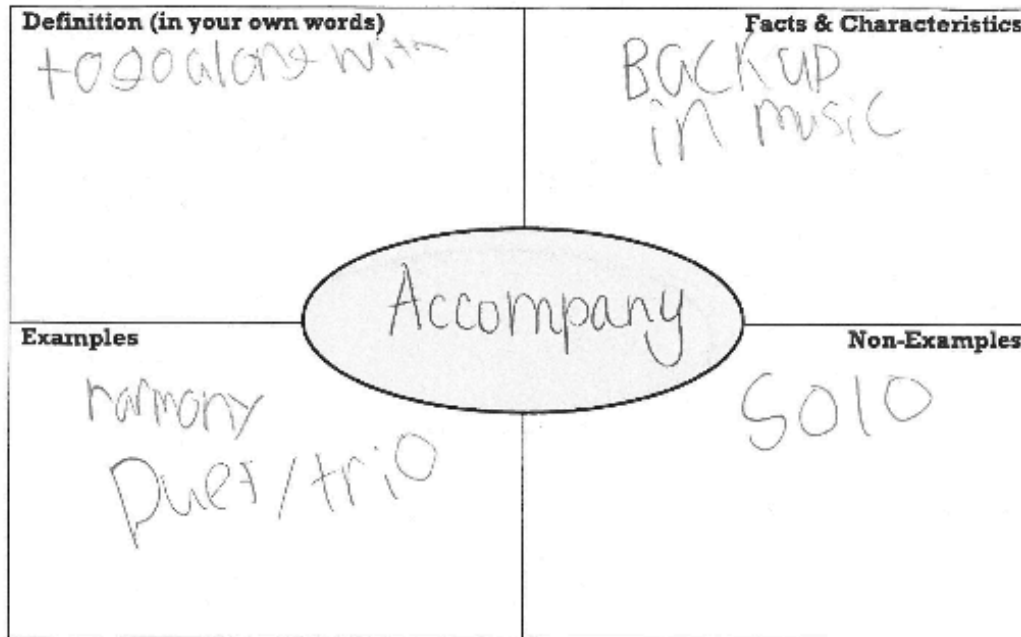 Definition (in your own words)
to go along with
Facts & Characteristics
Back up
in music
Accompany
Examples
harmony
Duet/trio
Non-Examples
Solo